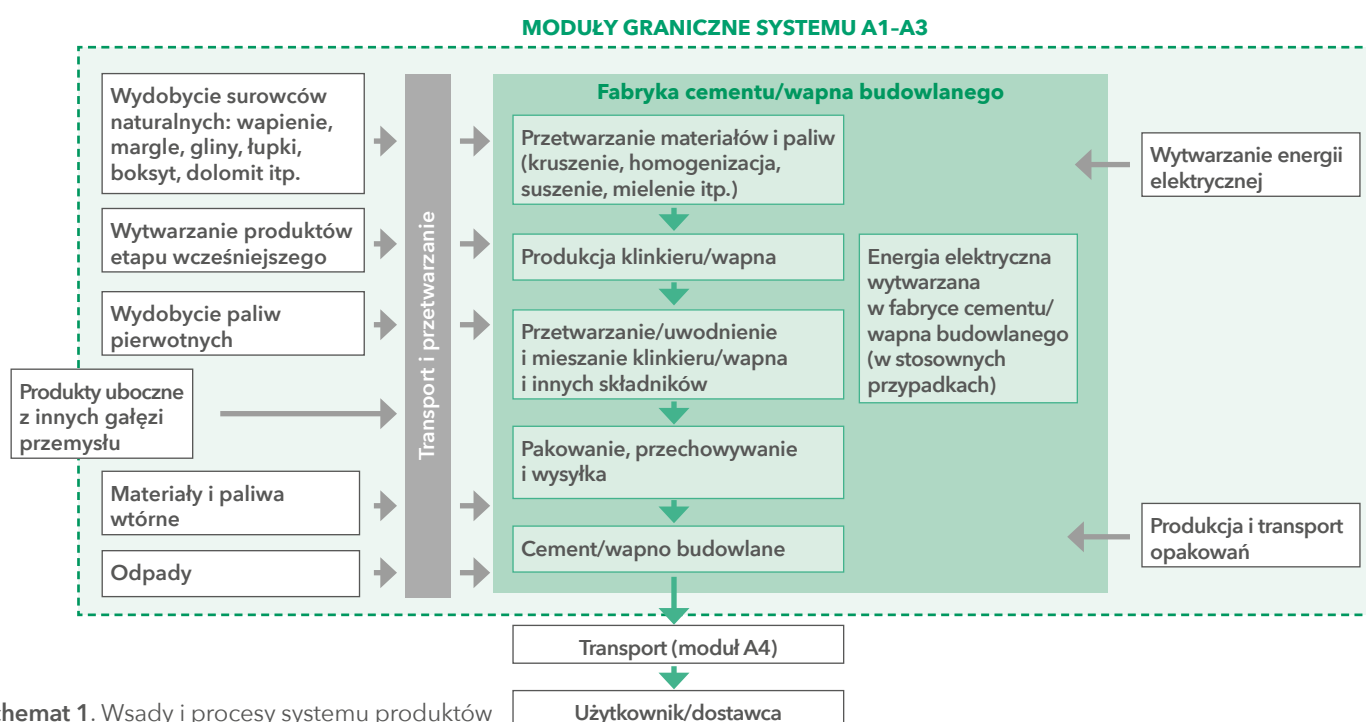 MODUŁY GRANICZNE SYSTEMU A1–A3
Wydobycie surowców
naturalnych: wapienie,
margle, gliny, łupki,
boksyt, dolomit itp.
Wytwarzanie produktów
etapu wcześniejszego
Wydobycie paliw
pierwotnych
Produkty uboczne
z innych gałęzi
przemysłu
Materiały i paliwa
wtórne
Odpady
Transport i przetwarzanie
Fabryka cementu/wapna budowlanego
Przetwarzanie materiałów i paliw
(kruszenie, homogenizacja,
suszenie, mielenie itp.)
Produkcja klinkieru/wapna
Przetwarzanie/uwodnienie
i mieszanie klinkieru/wapna
i innych składników
Pakowanie, przechowywanie
i wysyłka
Cement/wapno budowlane
Energia elektryczna
wytwarzana
w fabryce cementu/
wapna budowlanego
(w stosownych
przypadkach)
Wytwarzanie energii
elektrycznej
Produkcja i transport
opakowań
Transport (moduł A4)
Użytkownik/dostawca
chemat 1. Wsady i procesy systemu produktów